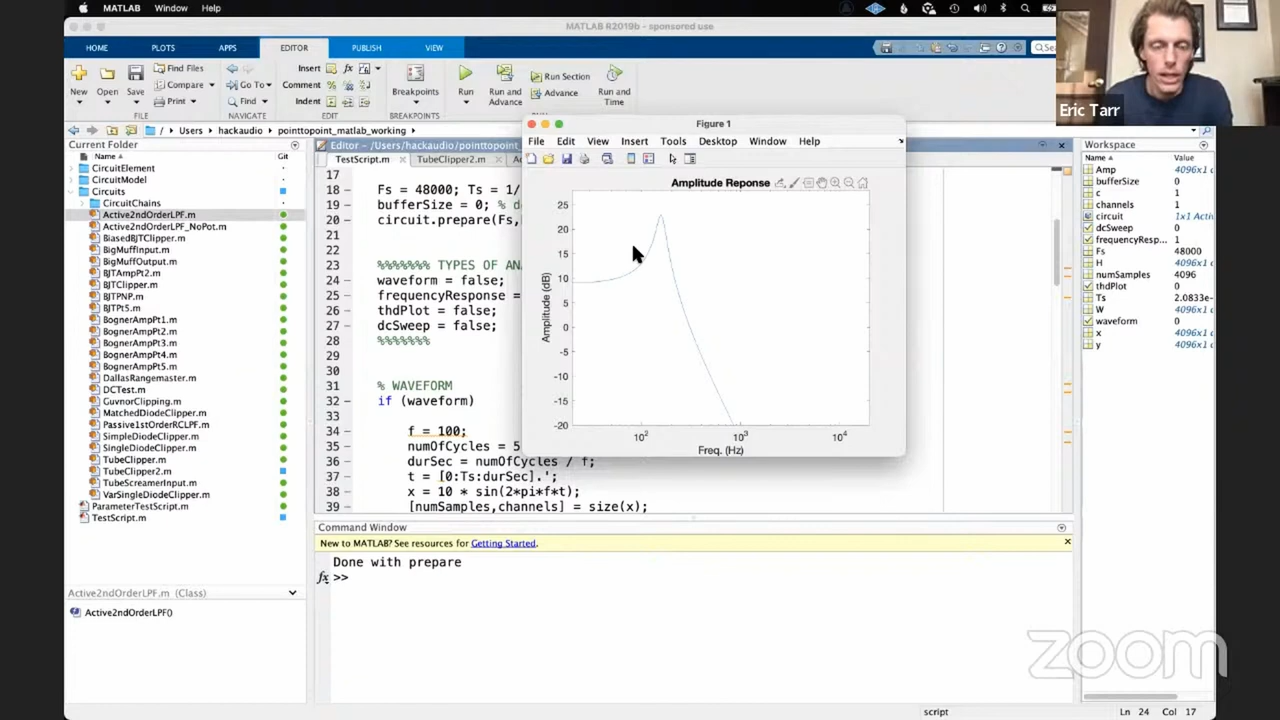 MATLAB Window Help
MATLAB R2019b - sponsored use
HOME PLOTS APPS EDITOR PUBLISH VIEW
New Open Save Find Files Compare Print
Go To Find
Insert fx
Comment
Indent
Breakpoints
Run
Run and Advance
Run Section
Advance
Run and Time
FILE NAVIGATE EDIT BREAKPOINTS
Eric Tarr
/ Users hackaudio pointtopoint_matlab_working
Current Folder
Name Git
CircuitElement
CircuitModel
Circuits
CircuitChains
Active2ndOrderLPF.m
Active2ndOrderLPF_NoPot.m
BiasedBJTClipper.m
BigMuffInput.m
BigMuffOutput.m
BJTAmpPt2.m
BJTClipper.m
BJTPNP.m
BJTPt5.m
BognerAmpPt1.m
BognerAmpPt2.m
BognerAmpPt3.m
BognerAmpPt4.m
BognerAmpPt5.m
DallasRangemaster.m
DCTest.m
GuvnorClipping.m
MatchedDiodeClipper.m
Passive1stOrderRCLPF.m
SimpleDiodeClipper.m
SingleDiodeClipper.m
TubeClipper.m
TubeClipper2.m
TubeScreamerInput.m
VarSingleDiodeClipper.m
ParameterTestScript.m
TestScript.m
Active2ndOrderLPF.m (Class)
Active2ndOrderLPF()
Editor - /Users/hackaudio/pointtopoint_
TestScript.m TubeClipper2.m
17
18 Fs = 48000; Ts = 1/
19 bufferSize = 0; % d
20 circuit.prepare(Fs,
21
22
23 %%%%%%% TYPES OF AN
24 waveform = false;
25 frequencyResponse =
26 thdPlot = false;
27 dcSweep = false;
28 %%%%%%%
29
30
31 % WAVEFORM
32 if (waveform)
33
34 f = 100;
35 numOfCycles = 5
36 durSec = numOfCycles / f;
37 t = [0:Ts:durSec].';
38 x = 10 * sin(2*pi*f*t);
39 [numSamples,channels] = size(x);
Figure 1
File Edit View Insert Tools Desktop Window Help
Amplitude Reponse
25
20
15
10
5
0
-5
-10
-15
-20
Amplitude (dB)
10² 10³ 10⁴
Freq. (Hz)
Command Window
New to MATLAB? See resources for Getting Started.
Done with prepare
fx >>
Workspace
Name Value
Amp 4096x1 c
bufferSize 0
c 1
channels 1
circuit 1x1 Activ
dcSweep 0
frequencyResp... 1
Fs 48000
H 4096x1 c
numSamples 4096
thdPlot 0
Ts 2.0833e-
W 4096x1 c
waveform 0
x 4096x1 c
y 4096x1 c
zoom
script Ln 24 Col 17